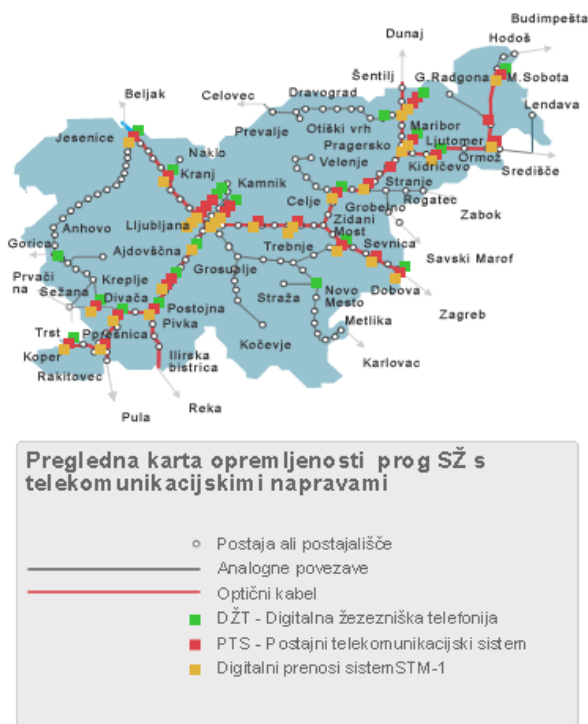 Budimpešta
Dunaj
Hodoš
Šentilj
G.Radgona
M.Sobota
Beljak
Celovec
Dravograd
Lendava
Prevalje
Otiški vrh
Maribor
Jesenice
Naklo
Pragersko
Ljutomer
Velenje
Ormož
Kranj
Kidričevo
Središče
Kamnik
Stranje
Celje
Rogatec
Anhovo
Lljubljana
Grobelno
Zabok
Zidani
Most
Gorica
Ajdovščna
Trebnje
Sevnica
Savski Marof
Grosuplje
Prvači
na
Kreplje
Sežana
Divača
Straža
Novo
Mesto
Dobova
Postojna
Zagreb
Pivka
Metlika
Trst
Prešnica
Kočevje
Koper
Ilirska
bistrica
Karlovac
Rakitovec
Reka
Pula
Pregledna karta opremljenosti prog SŽ s
telekomunikacijskimi napravami
Postaja ali postajališče
Analogne povezave
Optični kabel
DŽT - Digitalna žezezniška telefonija
PTS - Postajni telekomunikacijski sistem
Digitalni prenosi sistemSTM-1